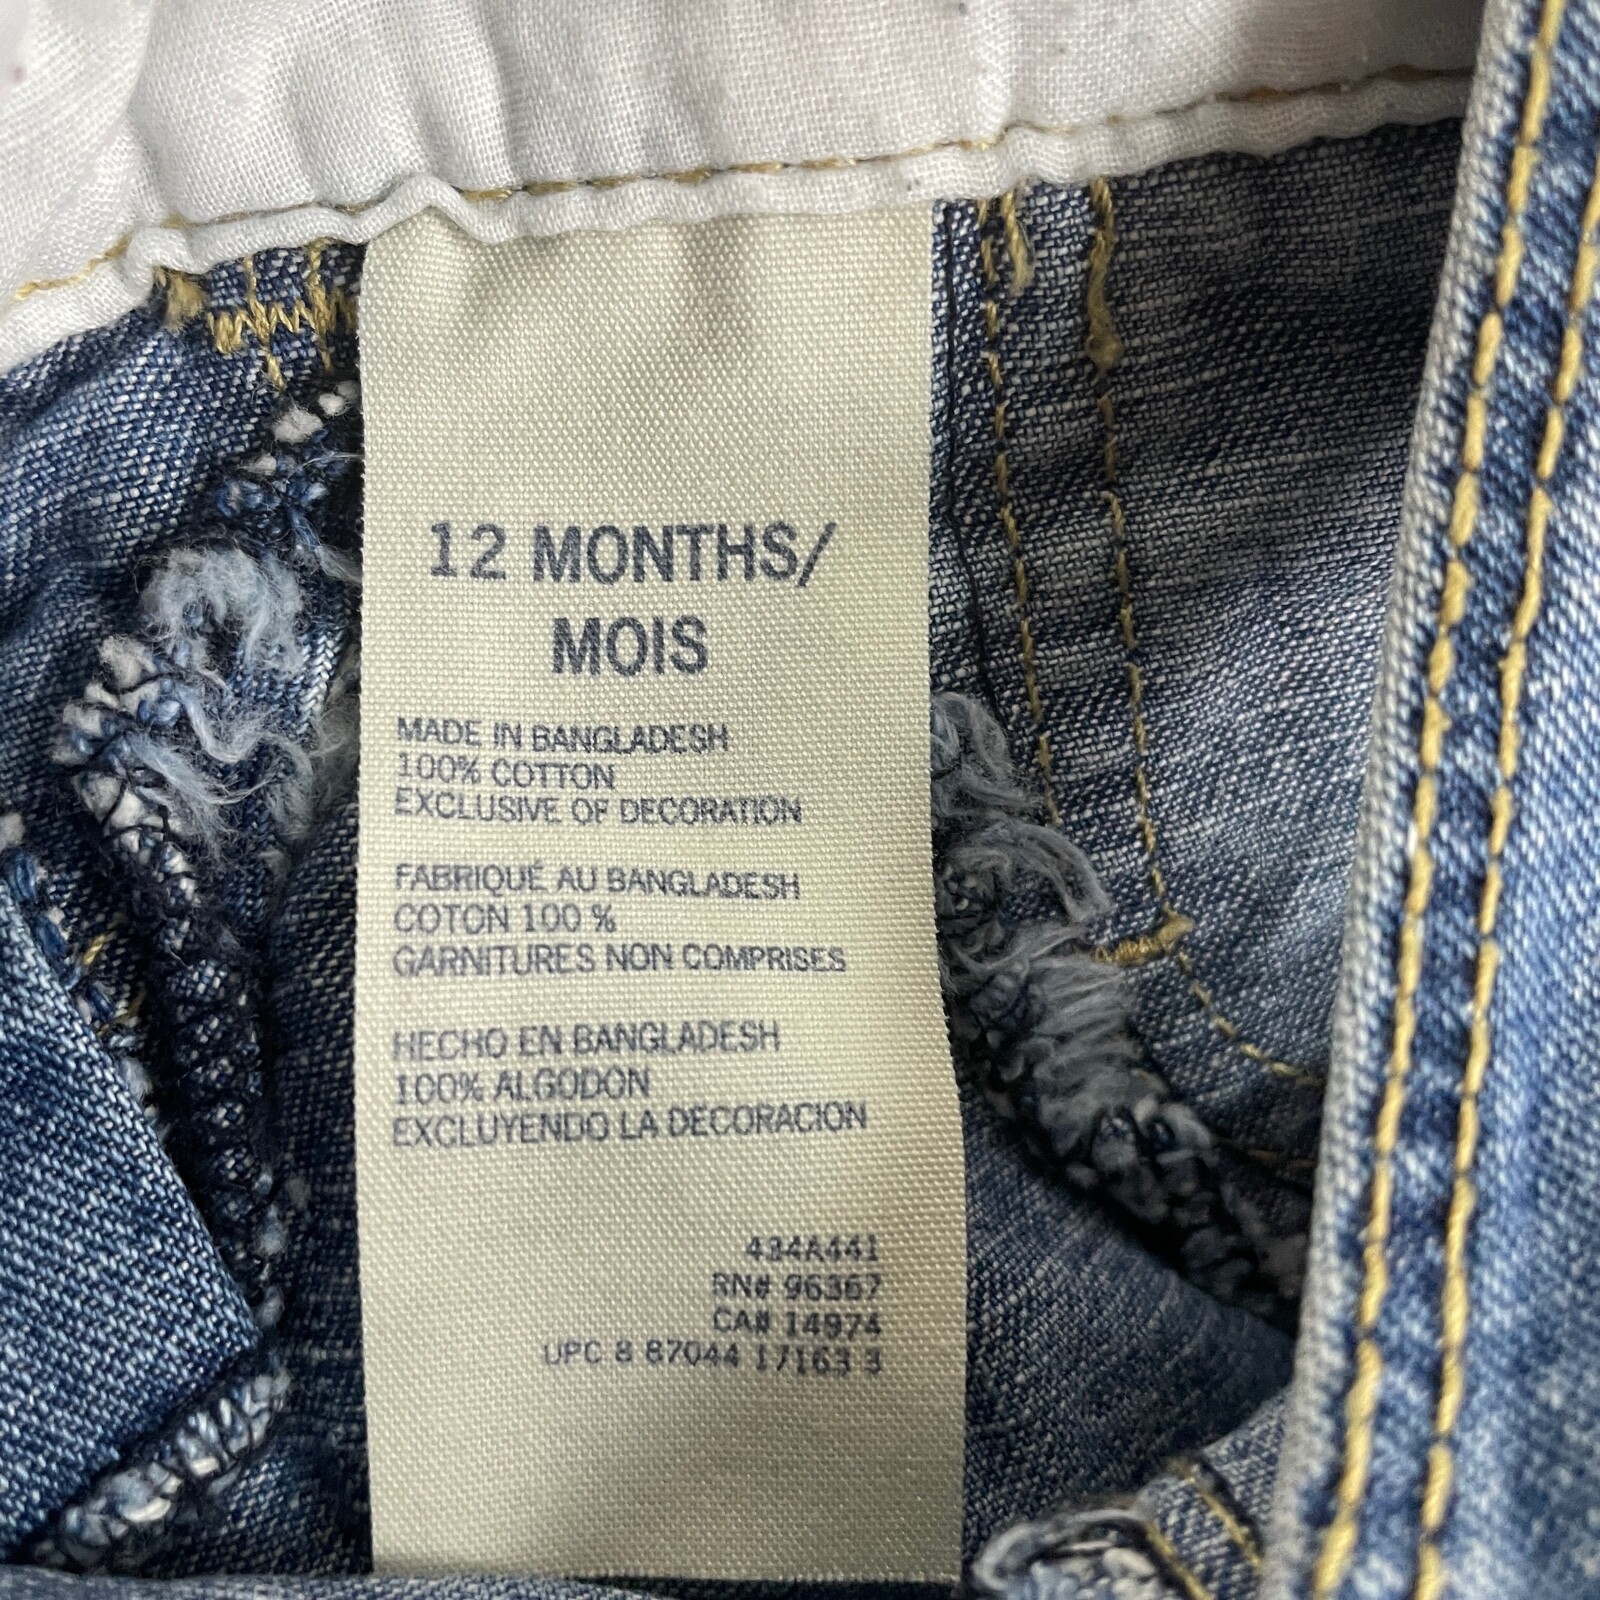 12 MONTHS/
MOIS
MADE IN BANGLADESH
100% COTTON
EXCLUSIVE OF DECORATION
FABRIQUÉ AU BANGLADESH
COTON 100 %
GARNITURES NON COMPRISES
HECHO EN BANGLADESH
100% ALGODON
EXCLUYENDO LA DECORACION
434A441
RN# 96367
CA# 14974
UPC 8 87044 17163 3